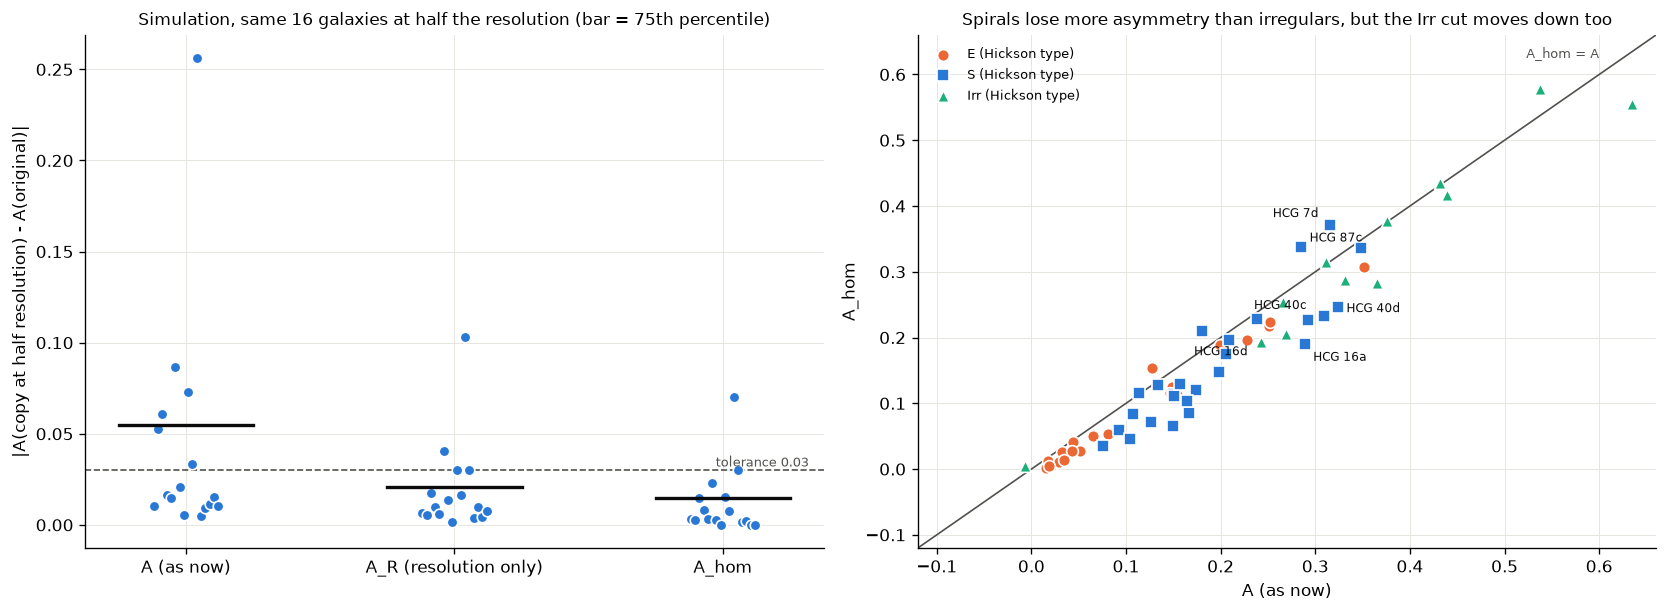 Simulation, same 16 galaxies at half the resolution (bar = 75th percentile)
|A(copy at half resolution) - A(original)|
0.25
0.20
0.15
0.10
0.05
0.00
tolerance 0.03
A (as now)
A_R (resolution only)
A_hom
Spirals lose more asymmetry than irregulars, but the Irr cut moves down too
E (Hickson type)
S (Hickson type)
Irr (Hickson type)
A_hom = A
A_hom
0.6
0.5
0.4
0.3
0.2
0.1
0.0
−0.1
HCG 7d
HCG 87c
HCG 40c
HCG 40d
HCG 16d
HCG 16a
−0.1
0.0
0.1
0.2
0.3
0.4
0.5
0.6
A (as now)